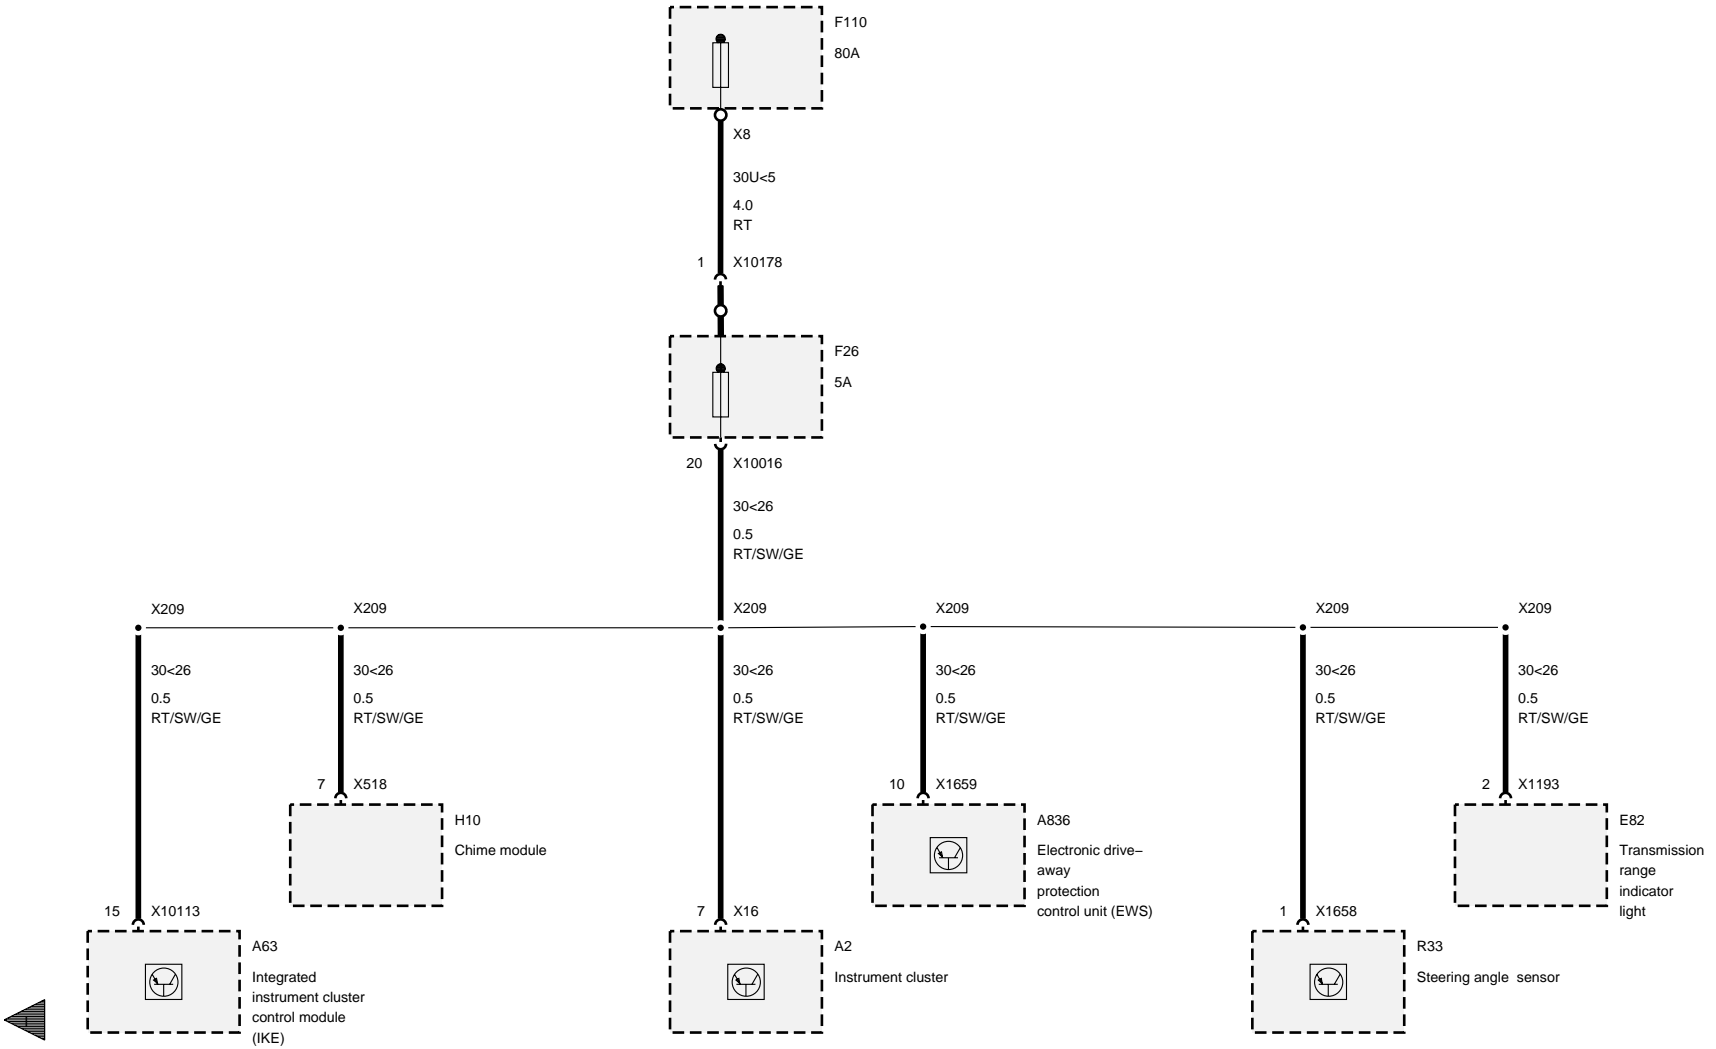 F110
80A
X8
30U<5
4.0
RT
1 X10178
F26
5A
20 X10016
30<26
0.5
RT/SW/GE
X209 X209 X209 X209 X209 X209
30<26 30<26 30<26 30<26 30<26 30<26
0.5 0.5 0.5 0.5 0.5 0.5
RT/SW/GE RT/SW/GE RT/SW/GE RT/SW/GE RT/SW/GE RT/SW/GE
7 X518
10 X1659
2 X1193
H10
Chime module
A836
Electronic drive–
away
protection
control unit (EWS)
E82
Transmission
range
indicator
light
15 X10113
7 X16
1 X1658
A63
Integrated
instrument cluster
control module
(IKE)
A2
Instrument cluster
R33
Steering angle sensor